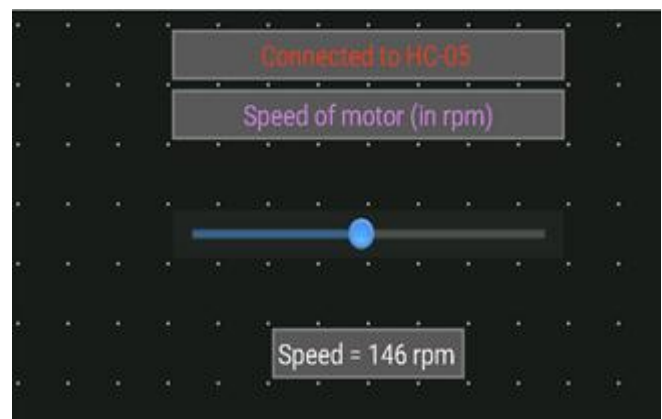 Connected to HC-05
Speed of motor (in rpm)
Speed = 146 rpm